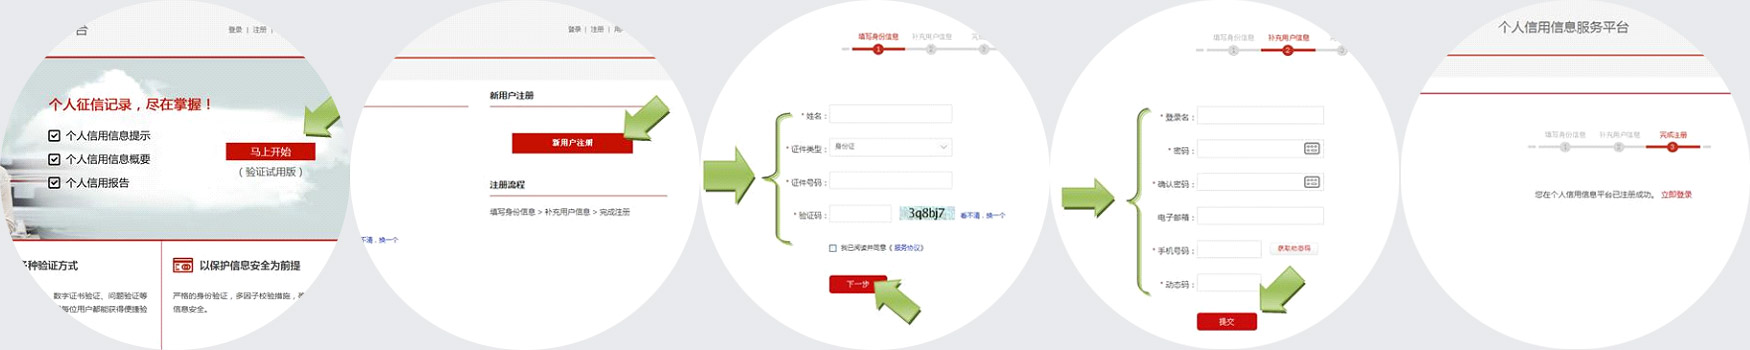 台
登录 | 注册 |
个人征信记录，尽在掌握！
个人信用信息提示
个人信用信息概要
个人信用报告
马上开始
（验证试用版）
种验证方式
数字证书验证、问题验证等
每位用户都能获得便捷验
以保护信息安全为前提
严格的身份验证，多因子校验措施，
信息安全。
登录 | 注册 |
新用户注册
新用户注册
注册流程
填写身份信息 > 补充用户信息 > 完成注册
不清，换一个
填写身份信息 补充用户信息
1 2 3
* 姓名：
* 证件类型： 身份证
* 证件号码：
* 验证码： 3q8bj7 看不清，换一个
我已阅读并同意《服务协议》
下一步
填写身份信息 补充用户信息
1 2 3
* 登录名：
* 密码：
* 确认密码：
电子邮箱：
* 手机号码： 获取动态码
* 动态码：
提交
个人信用信息服务平台
填写身份信息 补充用户信息 完成注册
1 2 3
您在个人信用信息平台已注册成功。 立即登录